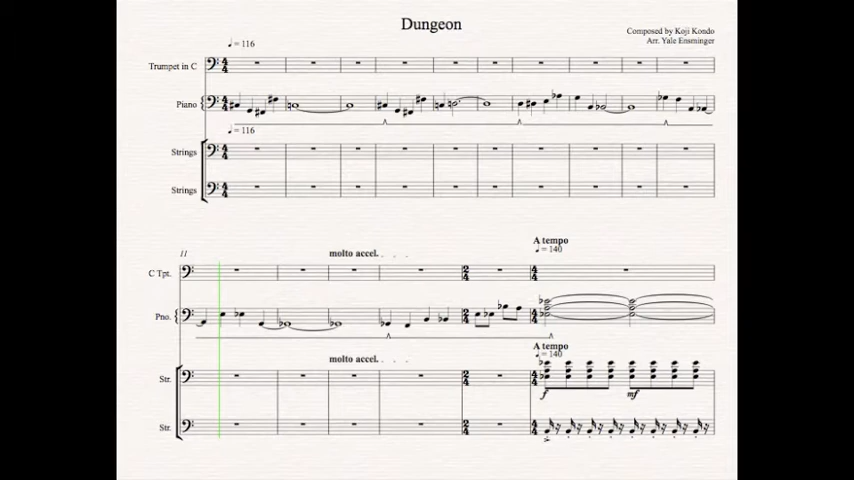 Dungeon
Composed by Koji Kondo
Arr. Yale Ensminger
♩ = 116
Trumpet in C
Piano
♩ = 116
Strings
Strings
11
molto accel. . . .
A tempo
♩ = 140
C Tpt.
Pno.
molto accel. . . .
A tempo
♩ = 140
Str.
f mf
Str.